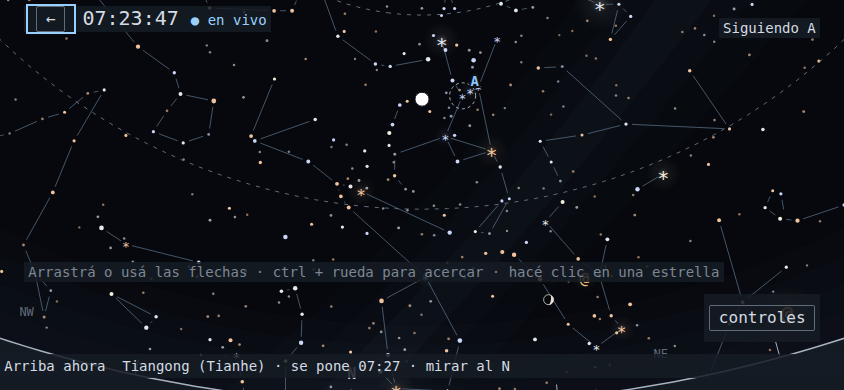 ← 07:23:47 ● en vivo
Siguiendo A
A
Arrastrá o usá las flechas · ctrl + rueda para acercar · hacé clic en una estrella
NW
controles
NE
Arriba ahora Tiangong (Tianhe) · se pone 07:27 · mirar al N
N